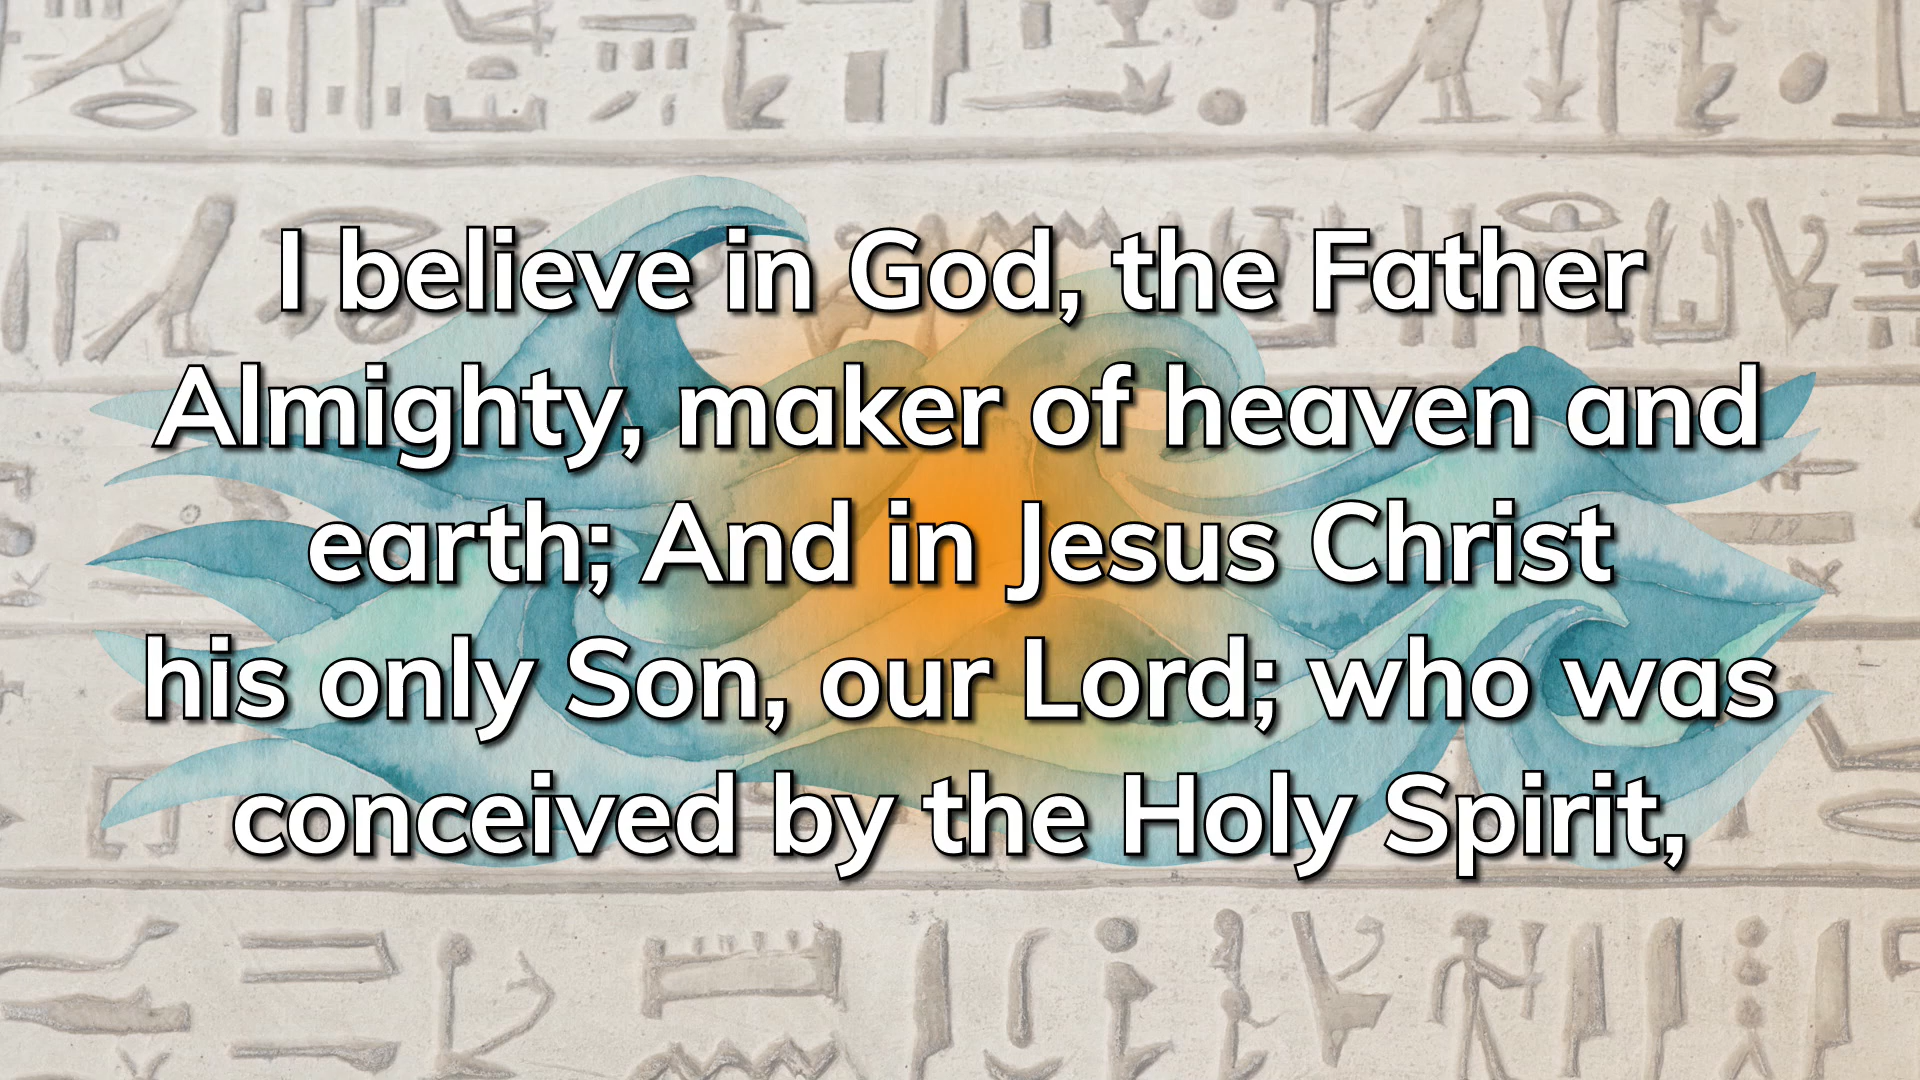 I believe in God, the Father
Almighty, maker of heaven and
earth; And in Jesus Christ
his only Son, our Lord; who was
conceived by the Holy Spirit,